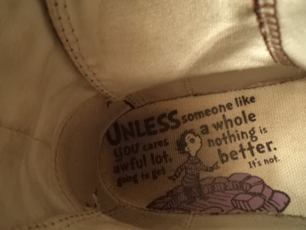 UNLESS someone like
you cares a whole
awful lot, nothing is
going to get better.
It's not.